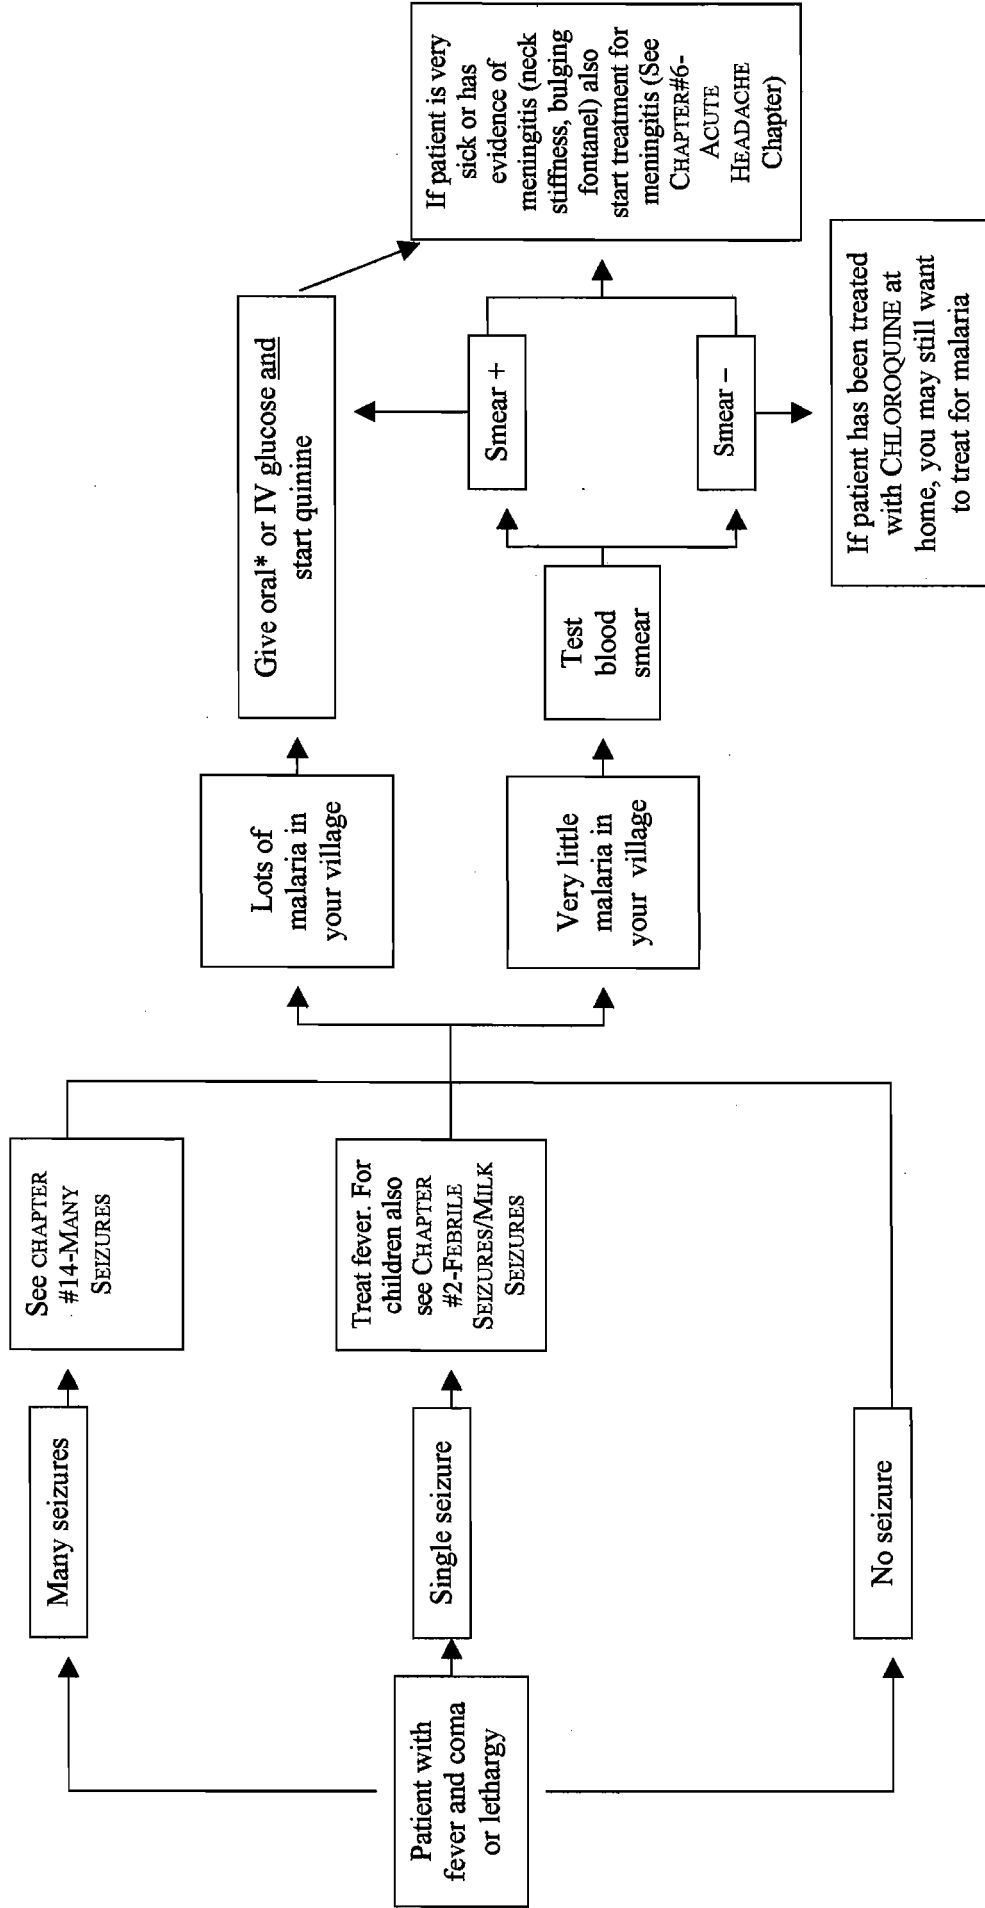 Patient with
fever and coma
or lethargy
Many seizures
See CHAPTER
#14-MANY
SEIZURES
Single seizure
Treat fever. For
children also
see CHAPTER
#2-FEBRILE
SEIZURES/MILK
SEIZURES
No seizure
Lots of
malaria in
your village
Very little
malaria in
your village
Give oral* or IV glucose and
start quinine
Test
blood
smear
Smear +
Smear –
If patient is very
sick or has
evidence of
meningitis (neck
stiffness, bulging
fontanel) also
start treatment for
meningitis (See
CHAPTER#6-
ACUTE
HEADACHE
Chapter)
If patient has been treated
with CHLOROQUINE at
home, you may still want
to treat for malaria